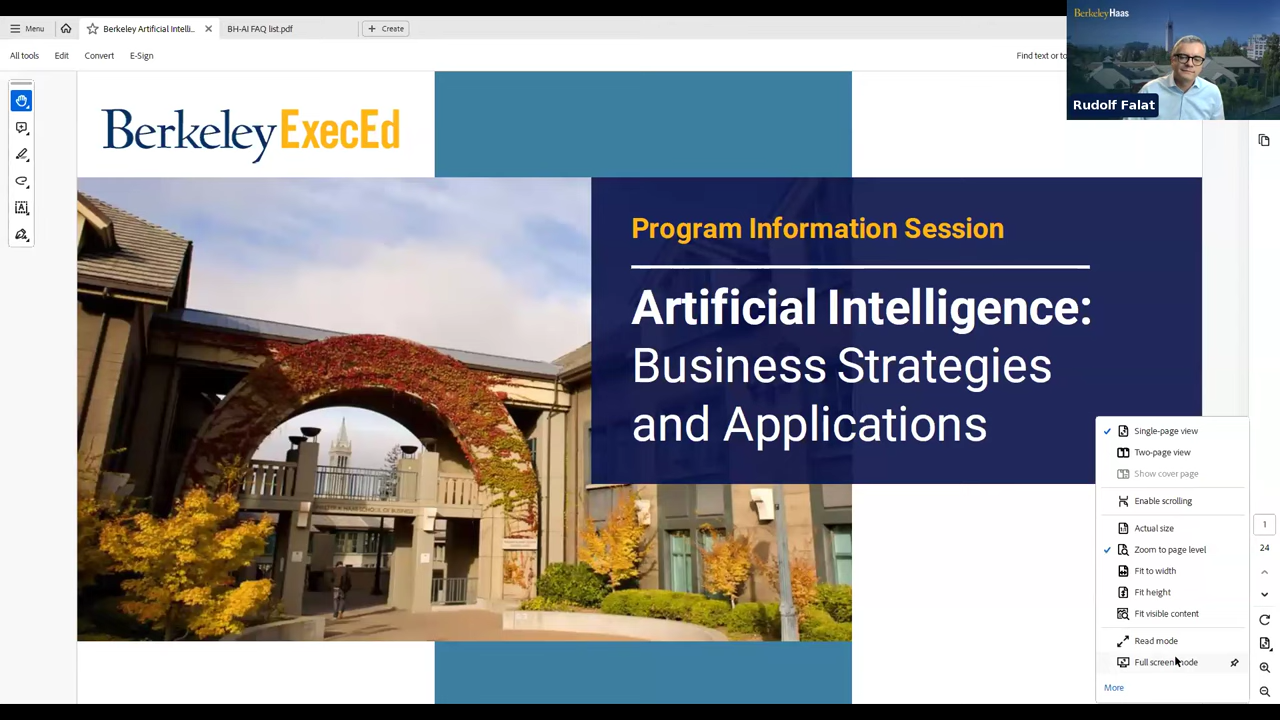 Menu
Berkeley Artificial Intelli...
BH-AI FAQ list.pdf
Create
All tools
Edit
Convert
E-Sign
Find text or to
BerkeleyHaas
Rudolf Falat
Berkeley ExecEd
Program Information Session
Artificial Intelligence:
Business Strategies
and Applications
Single-page view
Two-page view
Show cover page
Enable scrolling
Actual size
Zoom to page level
Fit to width
Fit height
Fit visible content
Read mode
Full screen mode
More
1
24